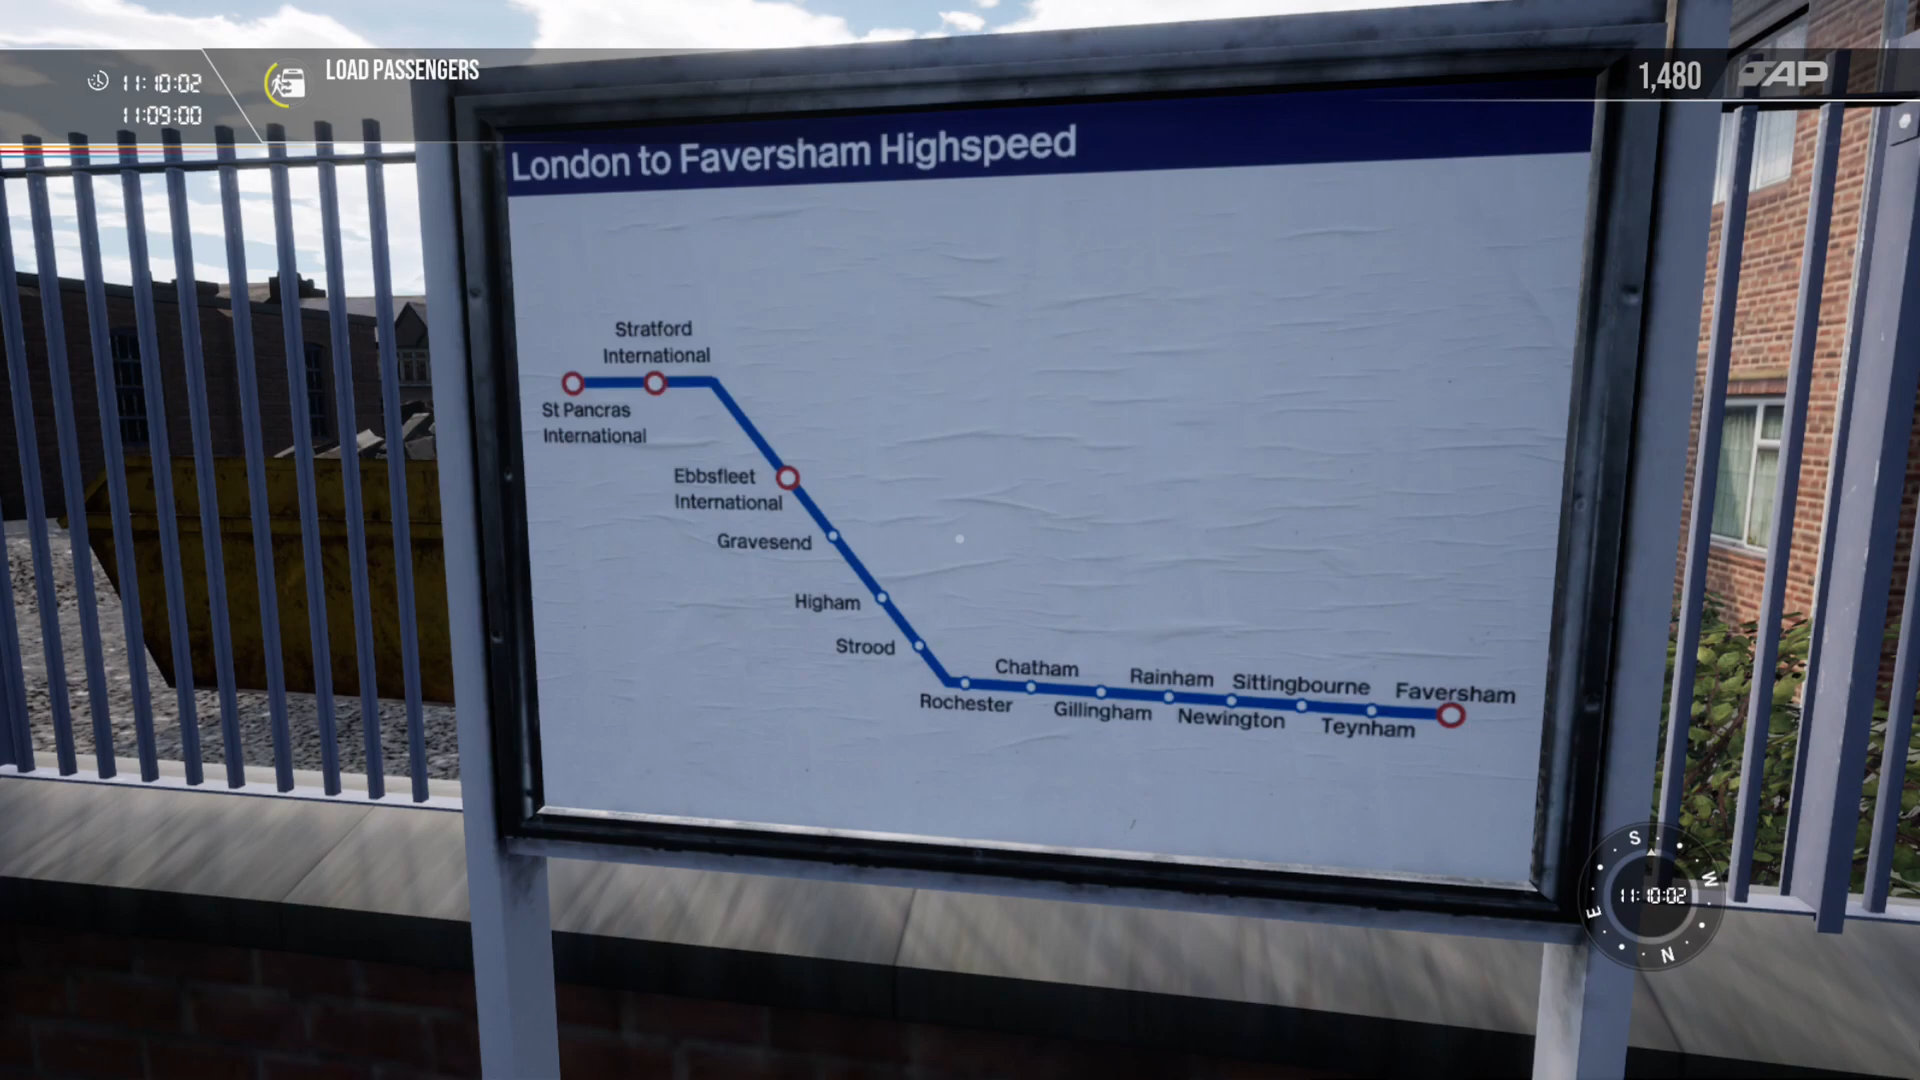 11:10:02
11:09:00
LOAD PASSENGERS
1,480 AP
London to Faversham Highspeed
Stratford
International
St Pancras
International
Ebbsfleet
International
Gravesend
Higham
Strood
Rochester
Chatham
Gillingham
Rainham
Newington
Sittingbourne
Teynham
Faversham
S
W
E
N
11:10:02